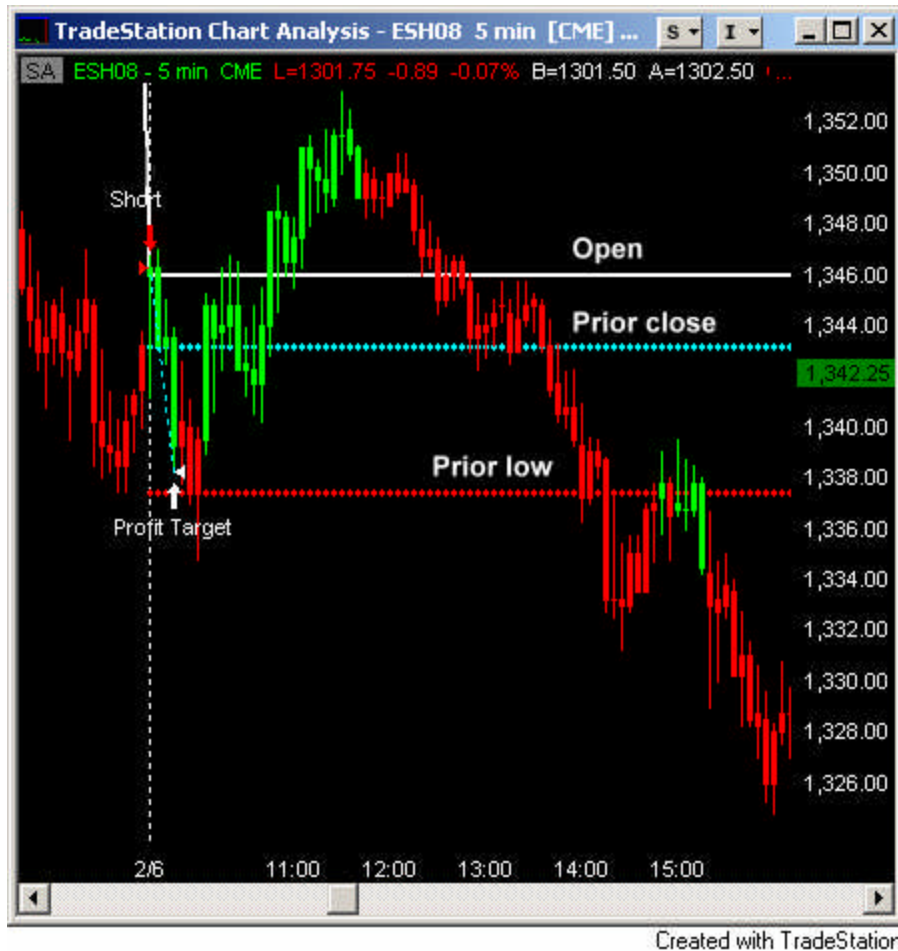 TradeStation Chart Analysis - ESH08 5 min [CME] ... S I
SA ESH08 - 5 min CME L=1301.75 -0.89 -0.07% B=1301.50 A=1302.50 ...
1,352.00
1,350.00
Short
1,348.00
Open
1,346.00
Prior close
1,344.00
1,342.25
1,340.00
Prior low
1,338.00
Profit Target
1,336.00
1,334.00
1,332.00
1,330.00
1,328.00
1,326.00
2/6 11:00 12:00 13:00 14:00 15:00
Created with TradeStation